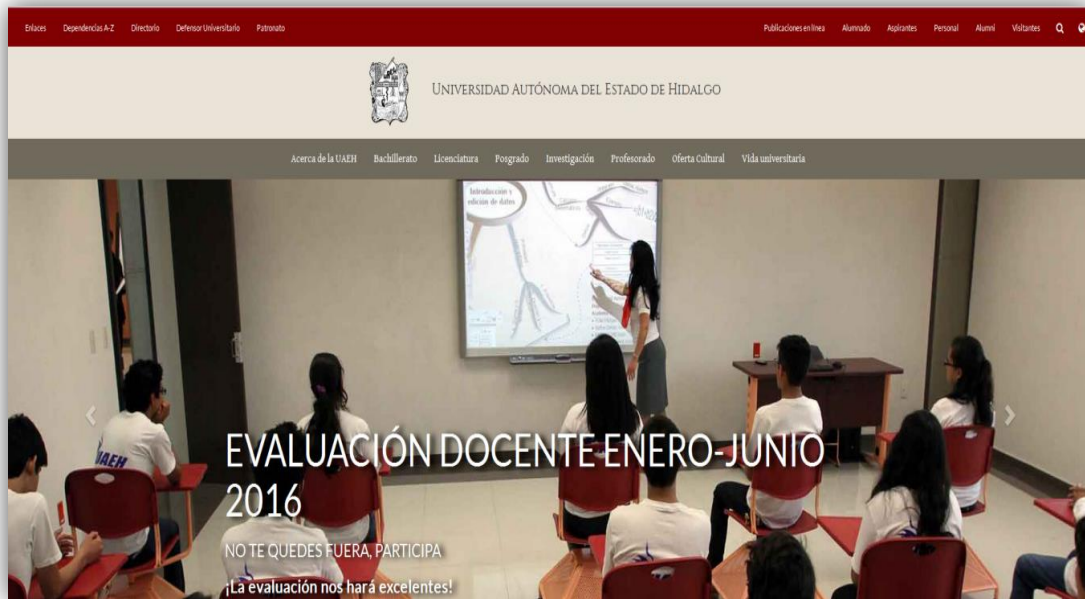 Enlaces Dependencias A-Z Directorio Defensor Universitario Patronato Publicaciones en línea Alumnado Aspirantes Personal Alumni Visitantes
UNIVERSIDAD AUTÓNOMA DEL ESTADO DE HIDALGO
Acerca de la UAEH Bachillerato Licenciatura Posgrado Investigación Profesorado Oferta Cultural Vida universitaria
Introducción y
edición de datos
UAEH
EVALUACIÓN DOCENTE ENERO-JUNIO
2016
NO TE QUEDES FUERA, PARTICIPA
¡La evaluación nos hará excelentes!